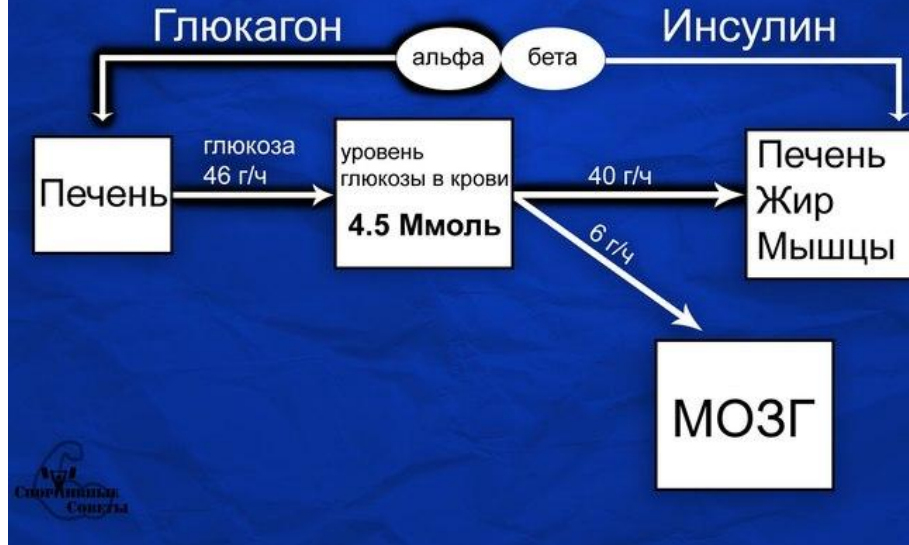 Глюкагон
Инсулин
альфа
бета
Печень
глюкоза
46 г/ч
уровень
глюкозы в крови
4.5 Ммоль
40 г/ч
6 г/ч
Печень
Жир
Мышцы
МОЗГ
Советы